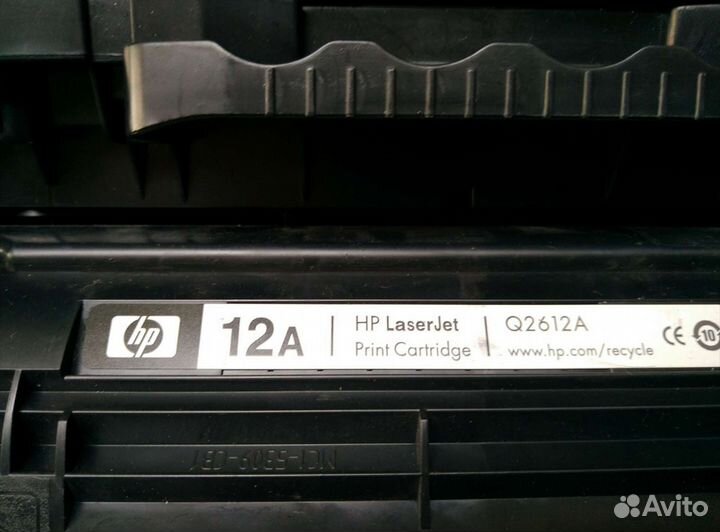 hp 12A HP LaserJet Q2612A
Print Cartridge www.hp.com/recycle CE 10
Avito